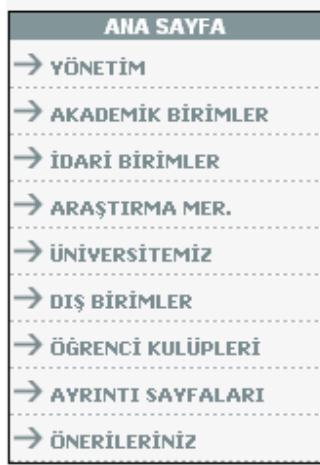 ANA SAYFA
YÖNETİM
AKADEMİK BİRİMLER
İDARİ BİRİMLER
ARAŞTIRMA MER.
ÜNİVERSİTEMİZ
DIŞ BİRİMLER
ÖĞRENCİ KULÜPLERİ
AYRINTI SAYFALARI
ÖNERİLERİNİZ